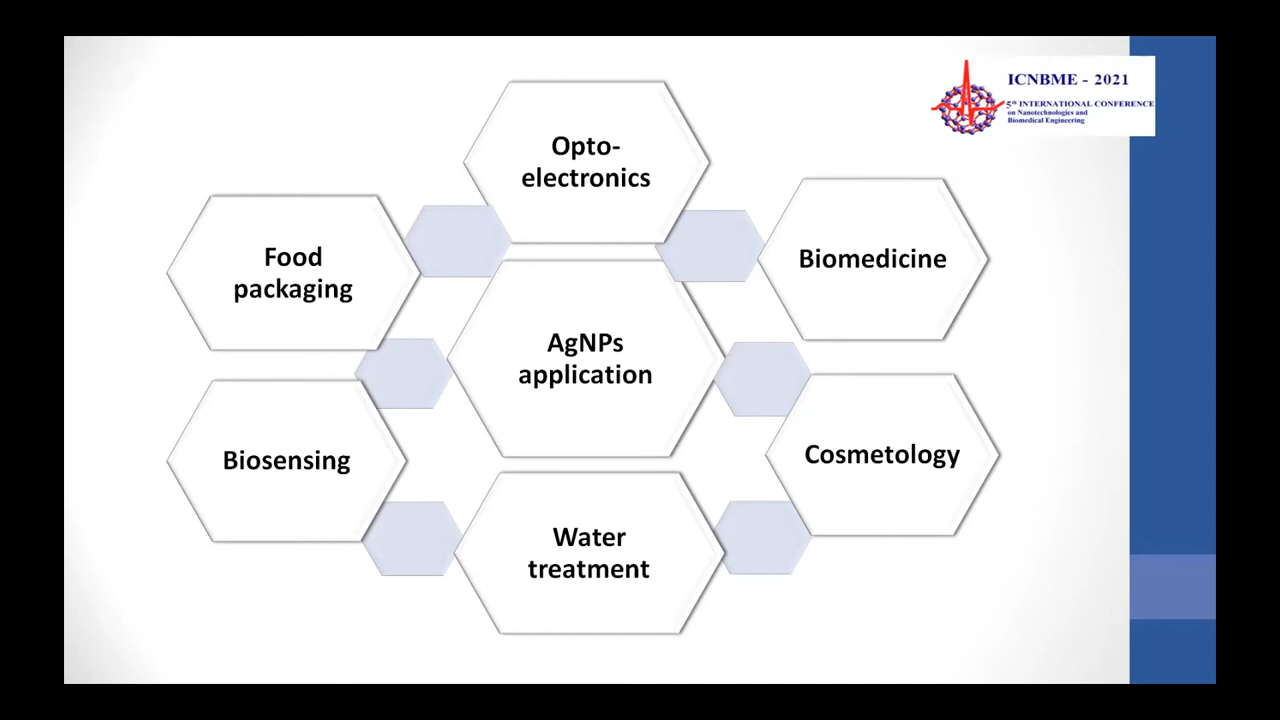 ICNBME - 2021
5th INTERNATIONAL CONFERENCE
on Nanotechnologies and
Biomedical Engineering
Opto-
electronics
Food
packaging
Biomedicine
AgNPs
application
Biosensing
Cosmetology
Water
treatment